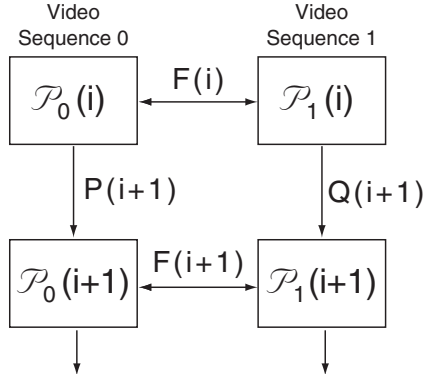 Video Sequence 0
Video Sequence 1
𝒫₀(i)
F(i)
𝒫₁(i)
P(i+1)
Q(i+1)
𝒫₀(i+1)
F(i+1)
𝒫₁(i+1)